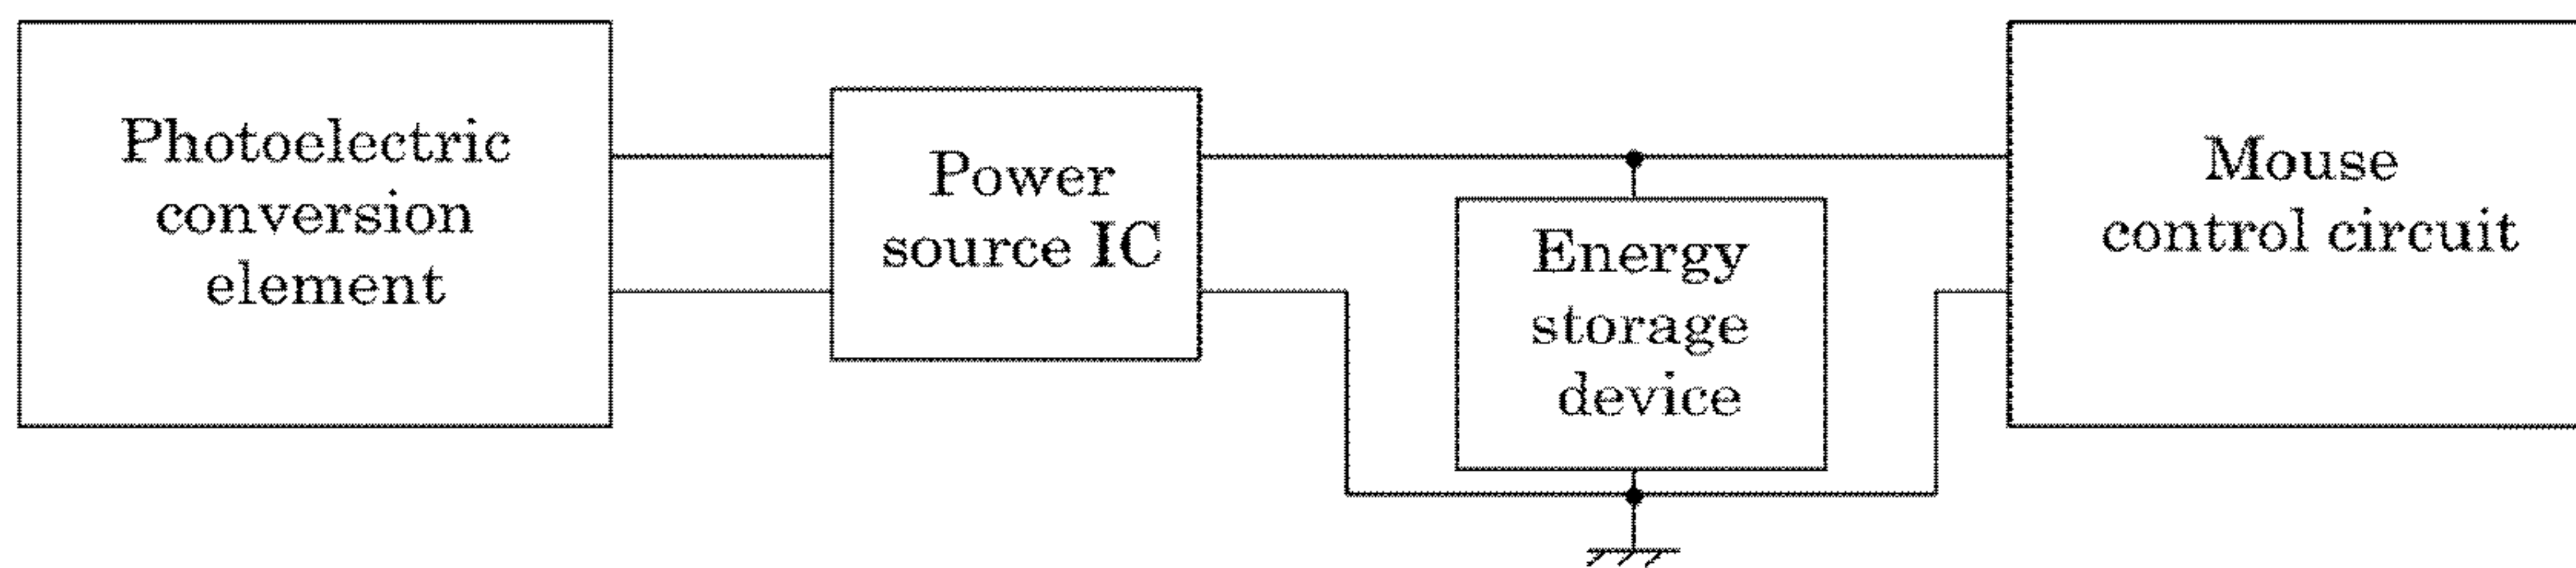 Photoelectric
conversion
element
Power
source IC
Energy
storage
device
Mouse
control circuit